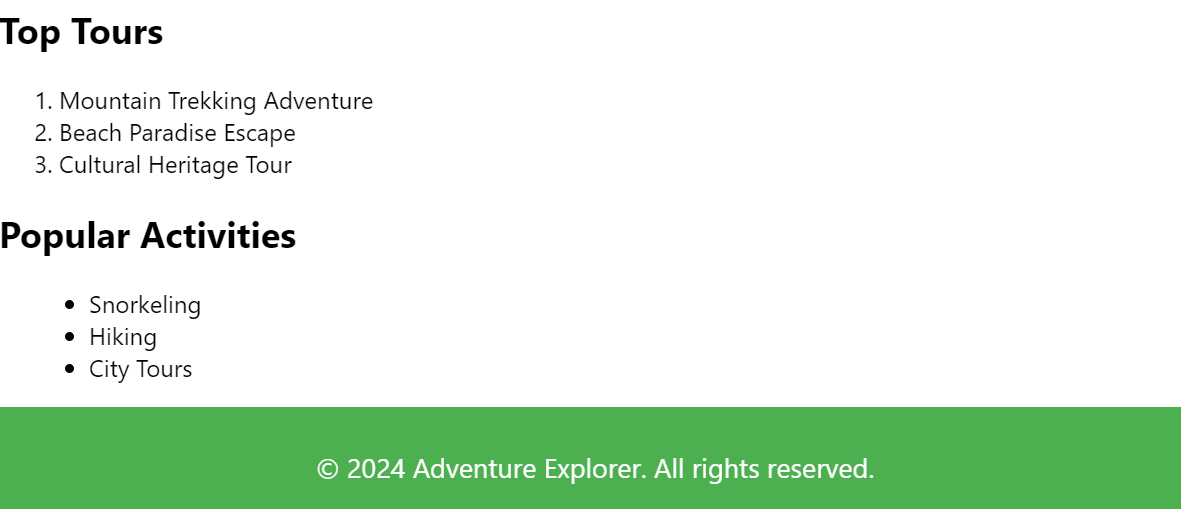 Top Tours
1. Mountain Trekking Adventure
2. Beach Paradise Escape
3. Cultural Heritage Tour
Popular Activities
• Snorkeling
• Hiking
• City Tours
© 2024 Adventure Explorer. All rights reserved.